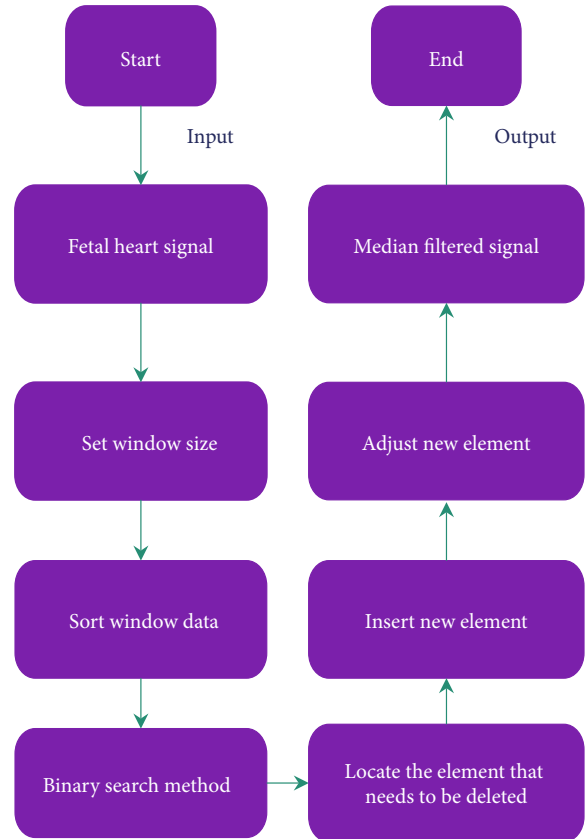 Start
Input
Fetal heart signal
Set window size
Sort window data
Binary search method
Locate the element that
needs to be deleted
Insert new element
Adjust new element
Median filtered signal
Output
End